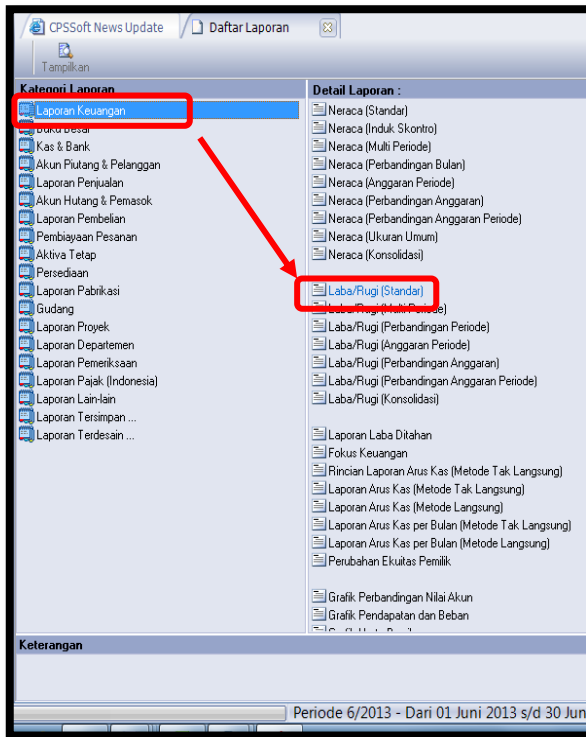 CPSSoft News Update
Daftar Laporan
Tampilkan
Kategori Laporan
Laporan Keuangan
Buku Besar
Kas & Bank
Akun Piutang & Pelanggan
Laporan Penjualan
Akun Hutang & Pemasok
Laporan Pembelian
Pembiayaan Pesanan
Aktiva Tetap
Persediaan
Laporan Pabrikasi
Gudang
Laporan Proyek
Laporan Departemen
Laporan Pemeriksaan
Laporan Pajak (Indonesia)
Laporan Lain-lain
Laporan Tersimpan ...
Laporan Terdesain ...
Detail Laporan :
Neraca (Standar)
Neraca (Induk Skontro)
Neraca (Multi Periode)
Neraca (Perbandingan Bulan)
Neraca (Anggaran Periode)
Neraca (Perbandingan Anggaran)
Neraca (Perbandingan Anggaran Periode)
Neraca (Ukuran Umum)
Neraca (Konsolidasi)
Laba/Rugi (Standar)
Laba/Rugi (Multi Periode)
Laba/Rugi (Perbandingan Periode)
Laba/Rugi (Anggaran Periode)
Laba/Rugi (Perbandingan Anggaran)
Laba/Rugi (Perbandingan Anggaran Periode)
Laba/Rugi (Konsolidasi)
Laporan Laba Ditahan
Fokus Keuangan
Rincian Laporan Arus Kas (Metode Tak Langsung)
Laporan Arus Kas (Metode Tak Langsung)
Laporan Arus Kas (Metode Langsung)
Laporan Arus Kas per Bulan (Metode Tak Langsung)
Laporan Arus Kas per Bulan (Metode Langsung)
Perubahan Ekuitas Pemilik
Grafik Perbandingan Nilai Akun
Grafik Pendapatan dan Beban
Keterangan
Periode 6/2013 - Dari 01 Juni 2013 s/d 30 Jun